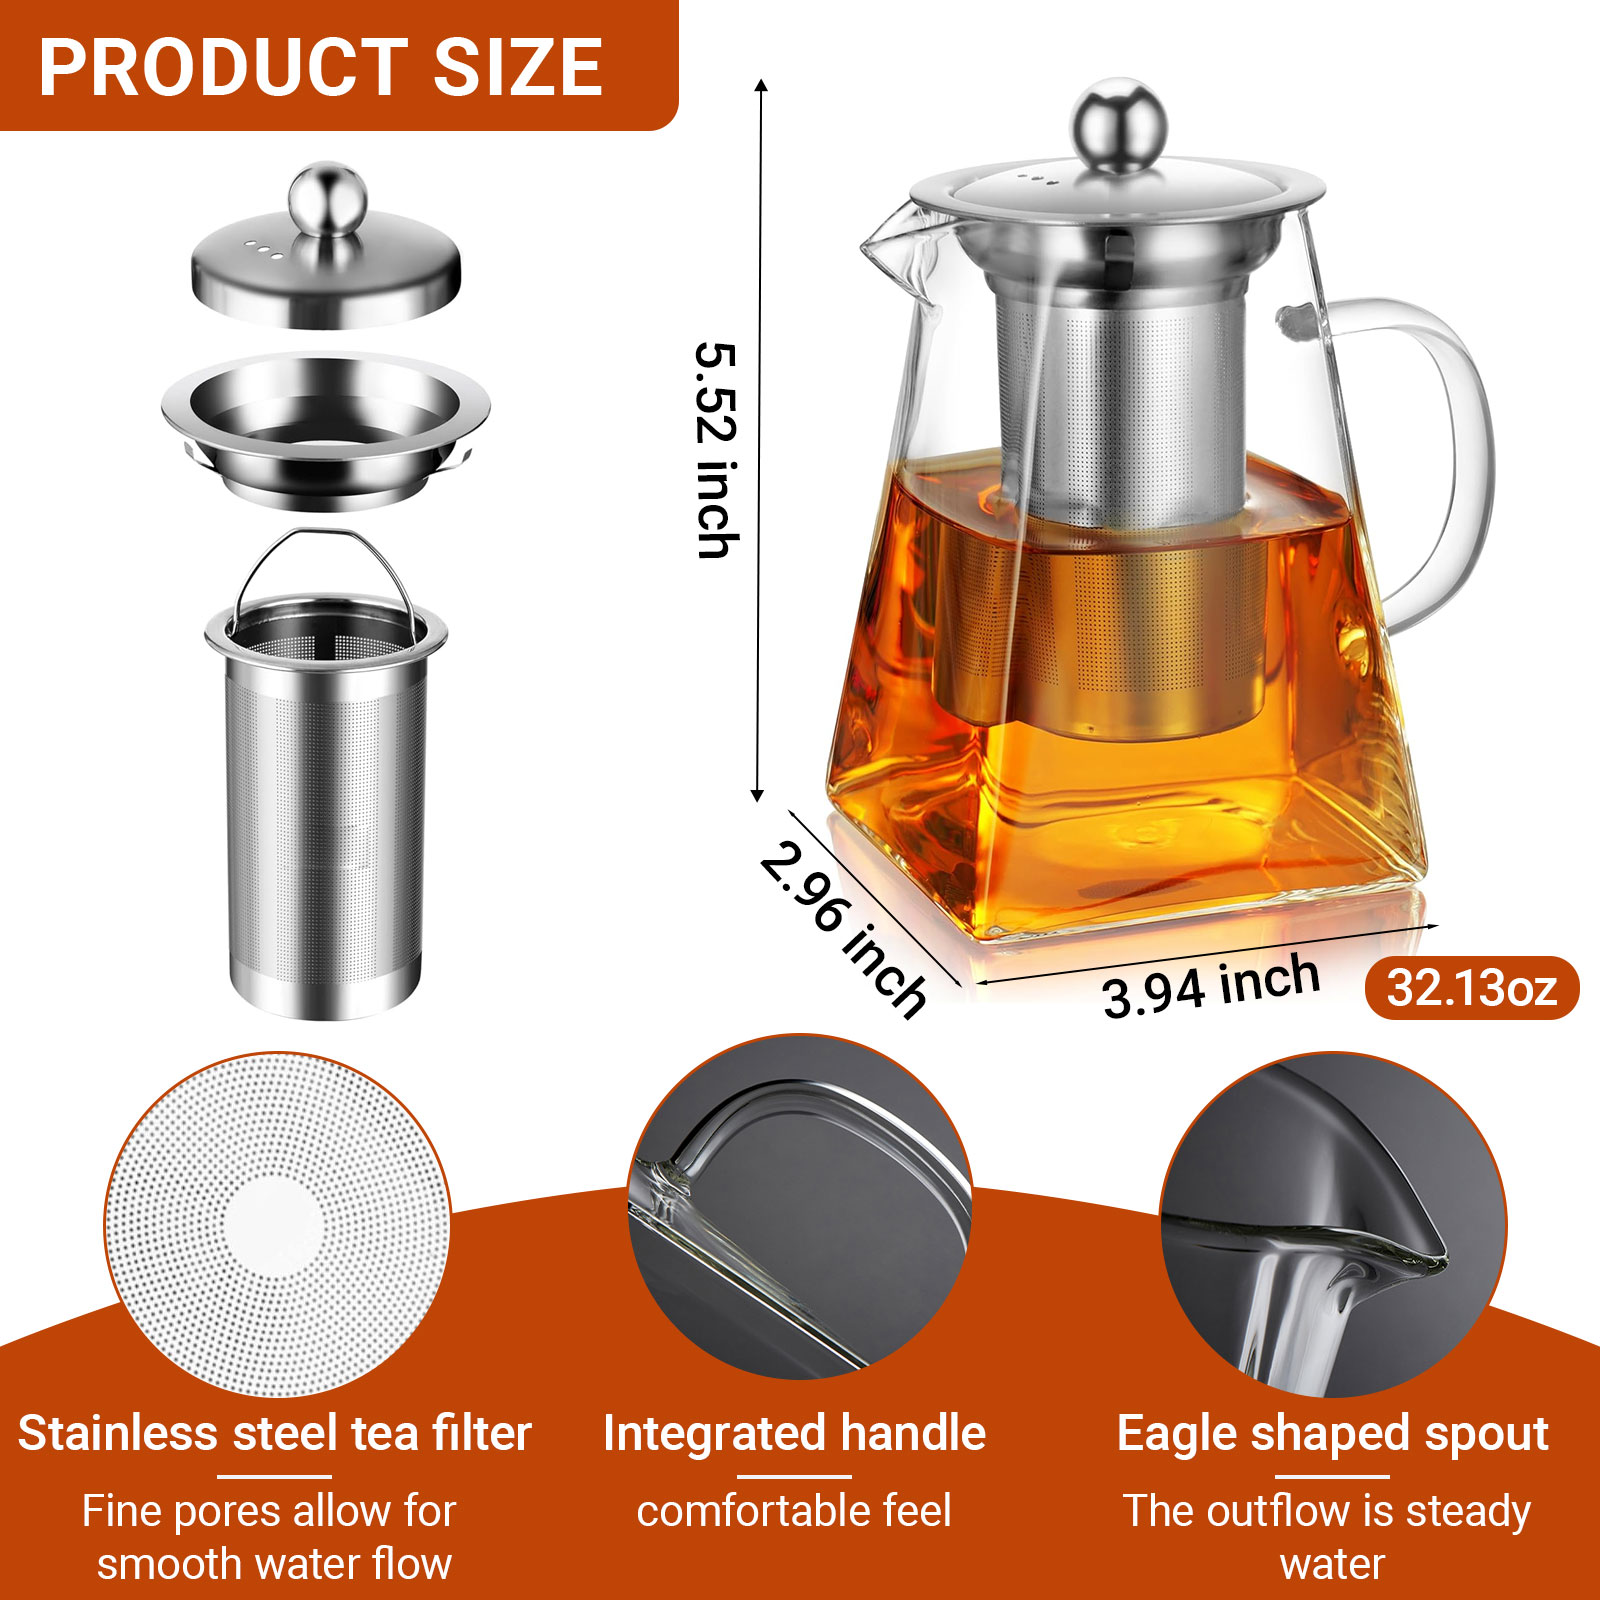 PRODUCT SIZE
5.52 inch
2.96 inch
3.94 inch
32.13oz
Stainless steel tea filter
Fine pores allow for
smooth water flow
Integrated handle
comfortable feel
Eagle shaped spout
The outflow is steady
water